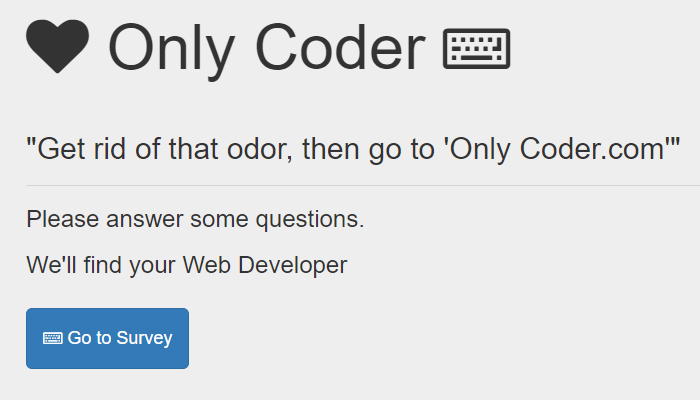 Only Coder
"Get rid of that odor, then go to 'Only Coder.com'"
Please answer some questions.
We'll find your Web Developer
Go to Survey